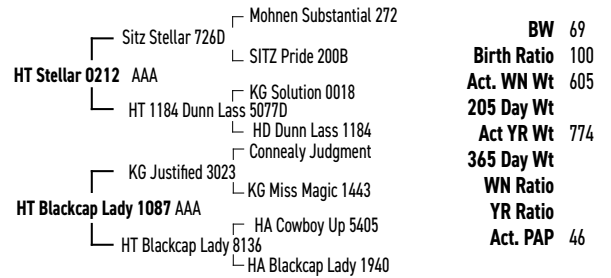 Mohnen Substantial 272
Sitz Stellar 726D
SITZ Pride 200B
HT Stellar 0212 AAA
KG Solution 0018
HT 1184 Dunn Lass 5077D
HD Dunn Lass 1184
Connealy Judgment
KG Justified 3023
KG Miss Magic 1443
HT Blackcap Lady 1087 AAA
HA Cowboy Up 5405
HT Blackcap Lady 8136
HA Blackcap Lady 1940
BW 69
Birth Ratio 100
Act. WN Wt 605
205 Day Wt
Act YR Wt 774
365 Day Wt
WN Ratio
YR Ratio
Act. PAP 46